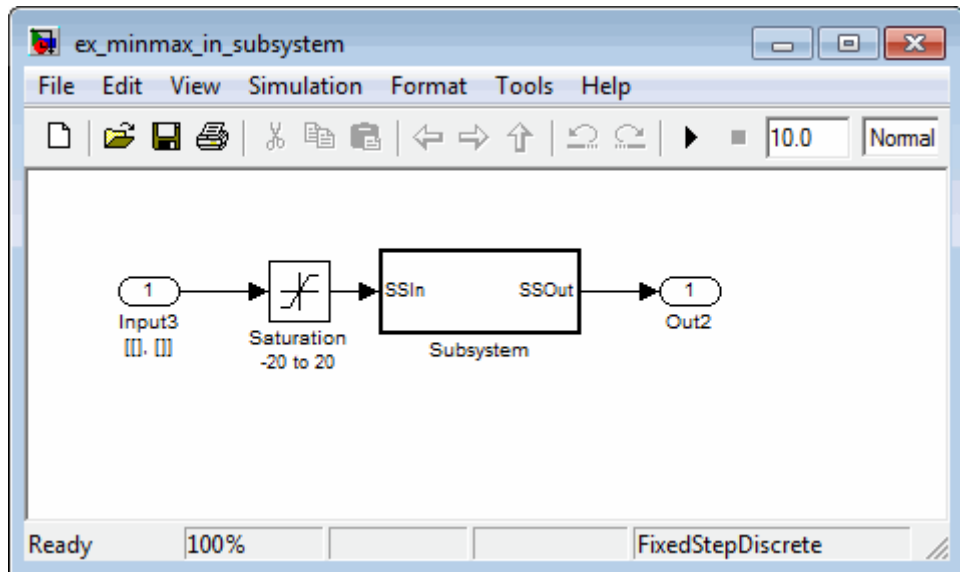 ex_minmax_in_subsystem
File Edit View Simulation Format Tools Help
10.0 Normal
1 SSIn SSOut 1
Input3 Out2
[[], []]
Saturation
-20 to 20
Subsystem
Ready 100% FixedStepDiscrete